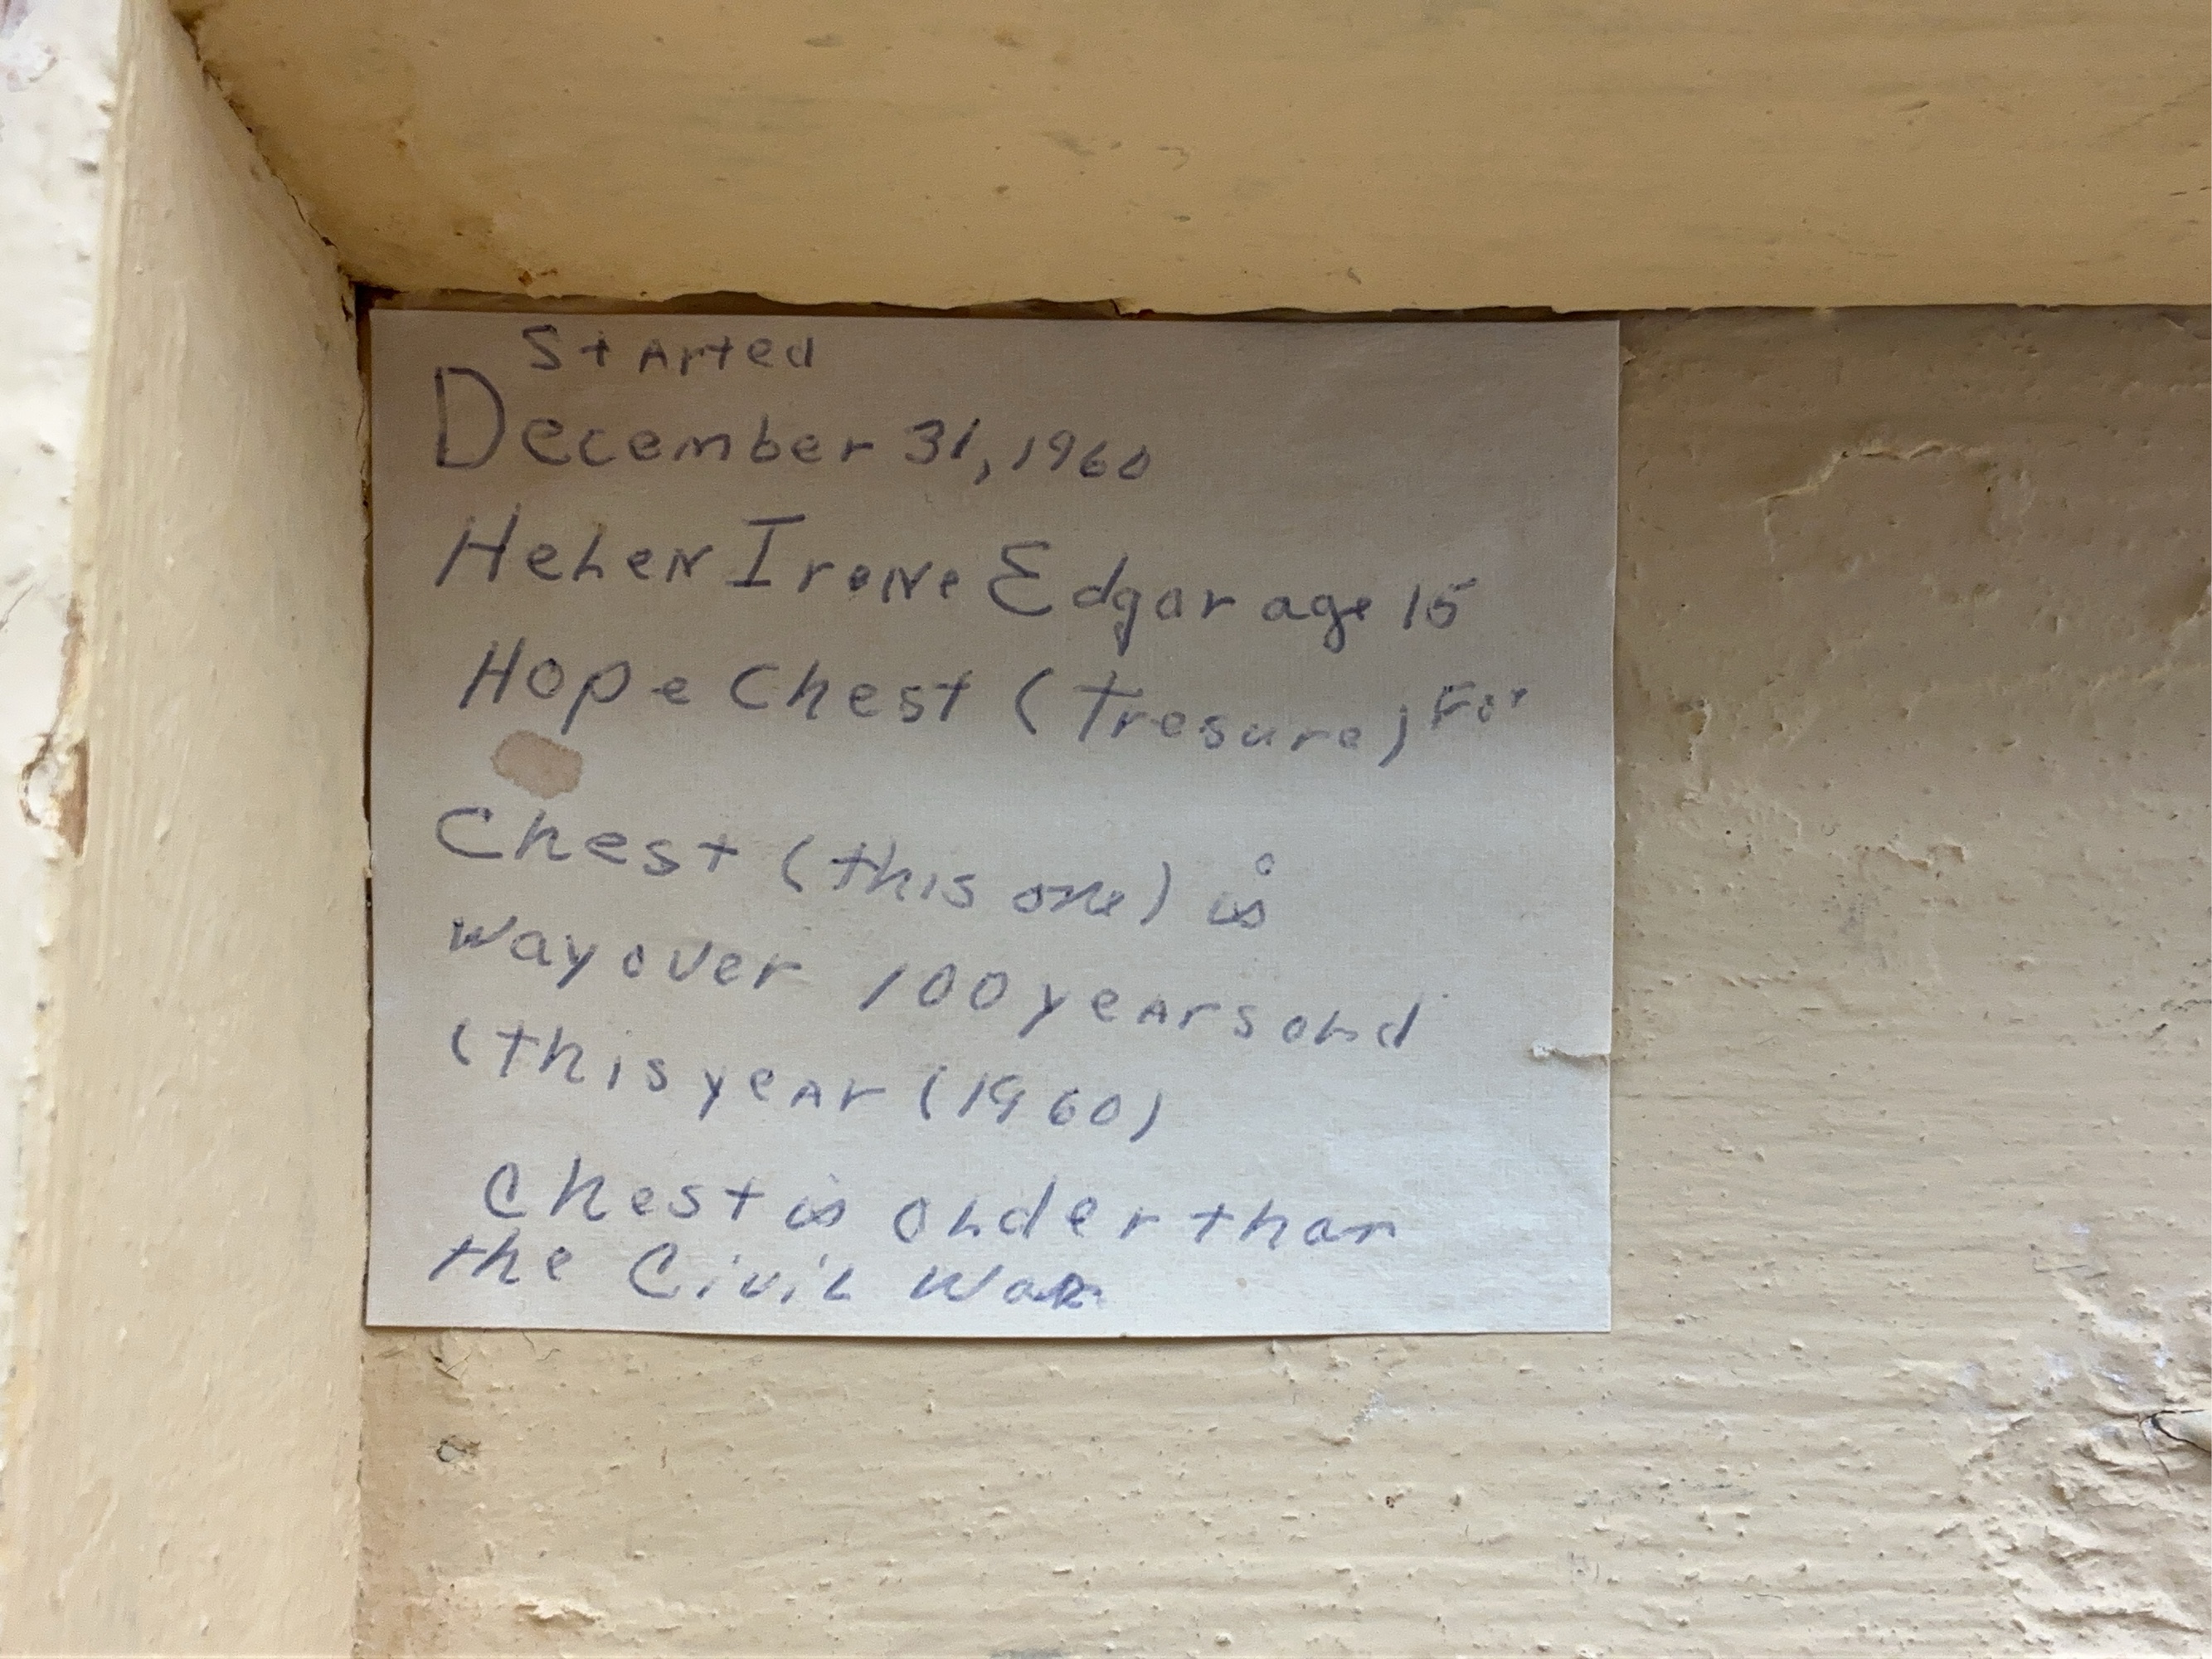 Started
December 31, 1960
Helen Irene Edgar age 15
Hope Chest (Tresure) For
Chest (this one) is
way over 100 years old
(this year (1960)
Chest is older than
the Civil War